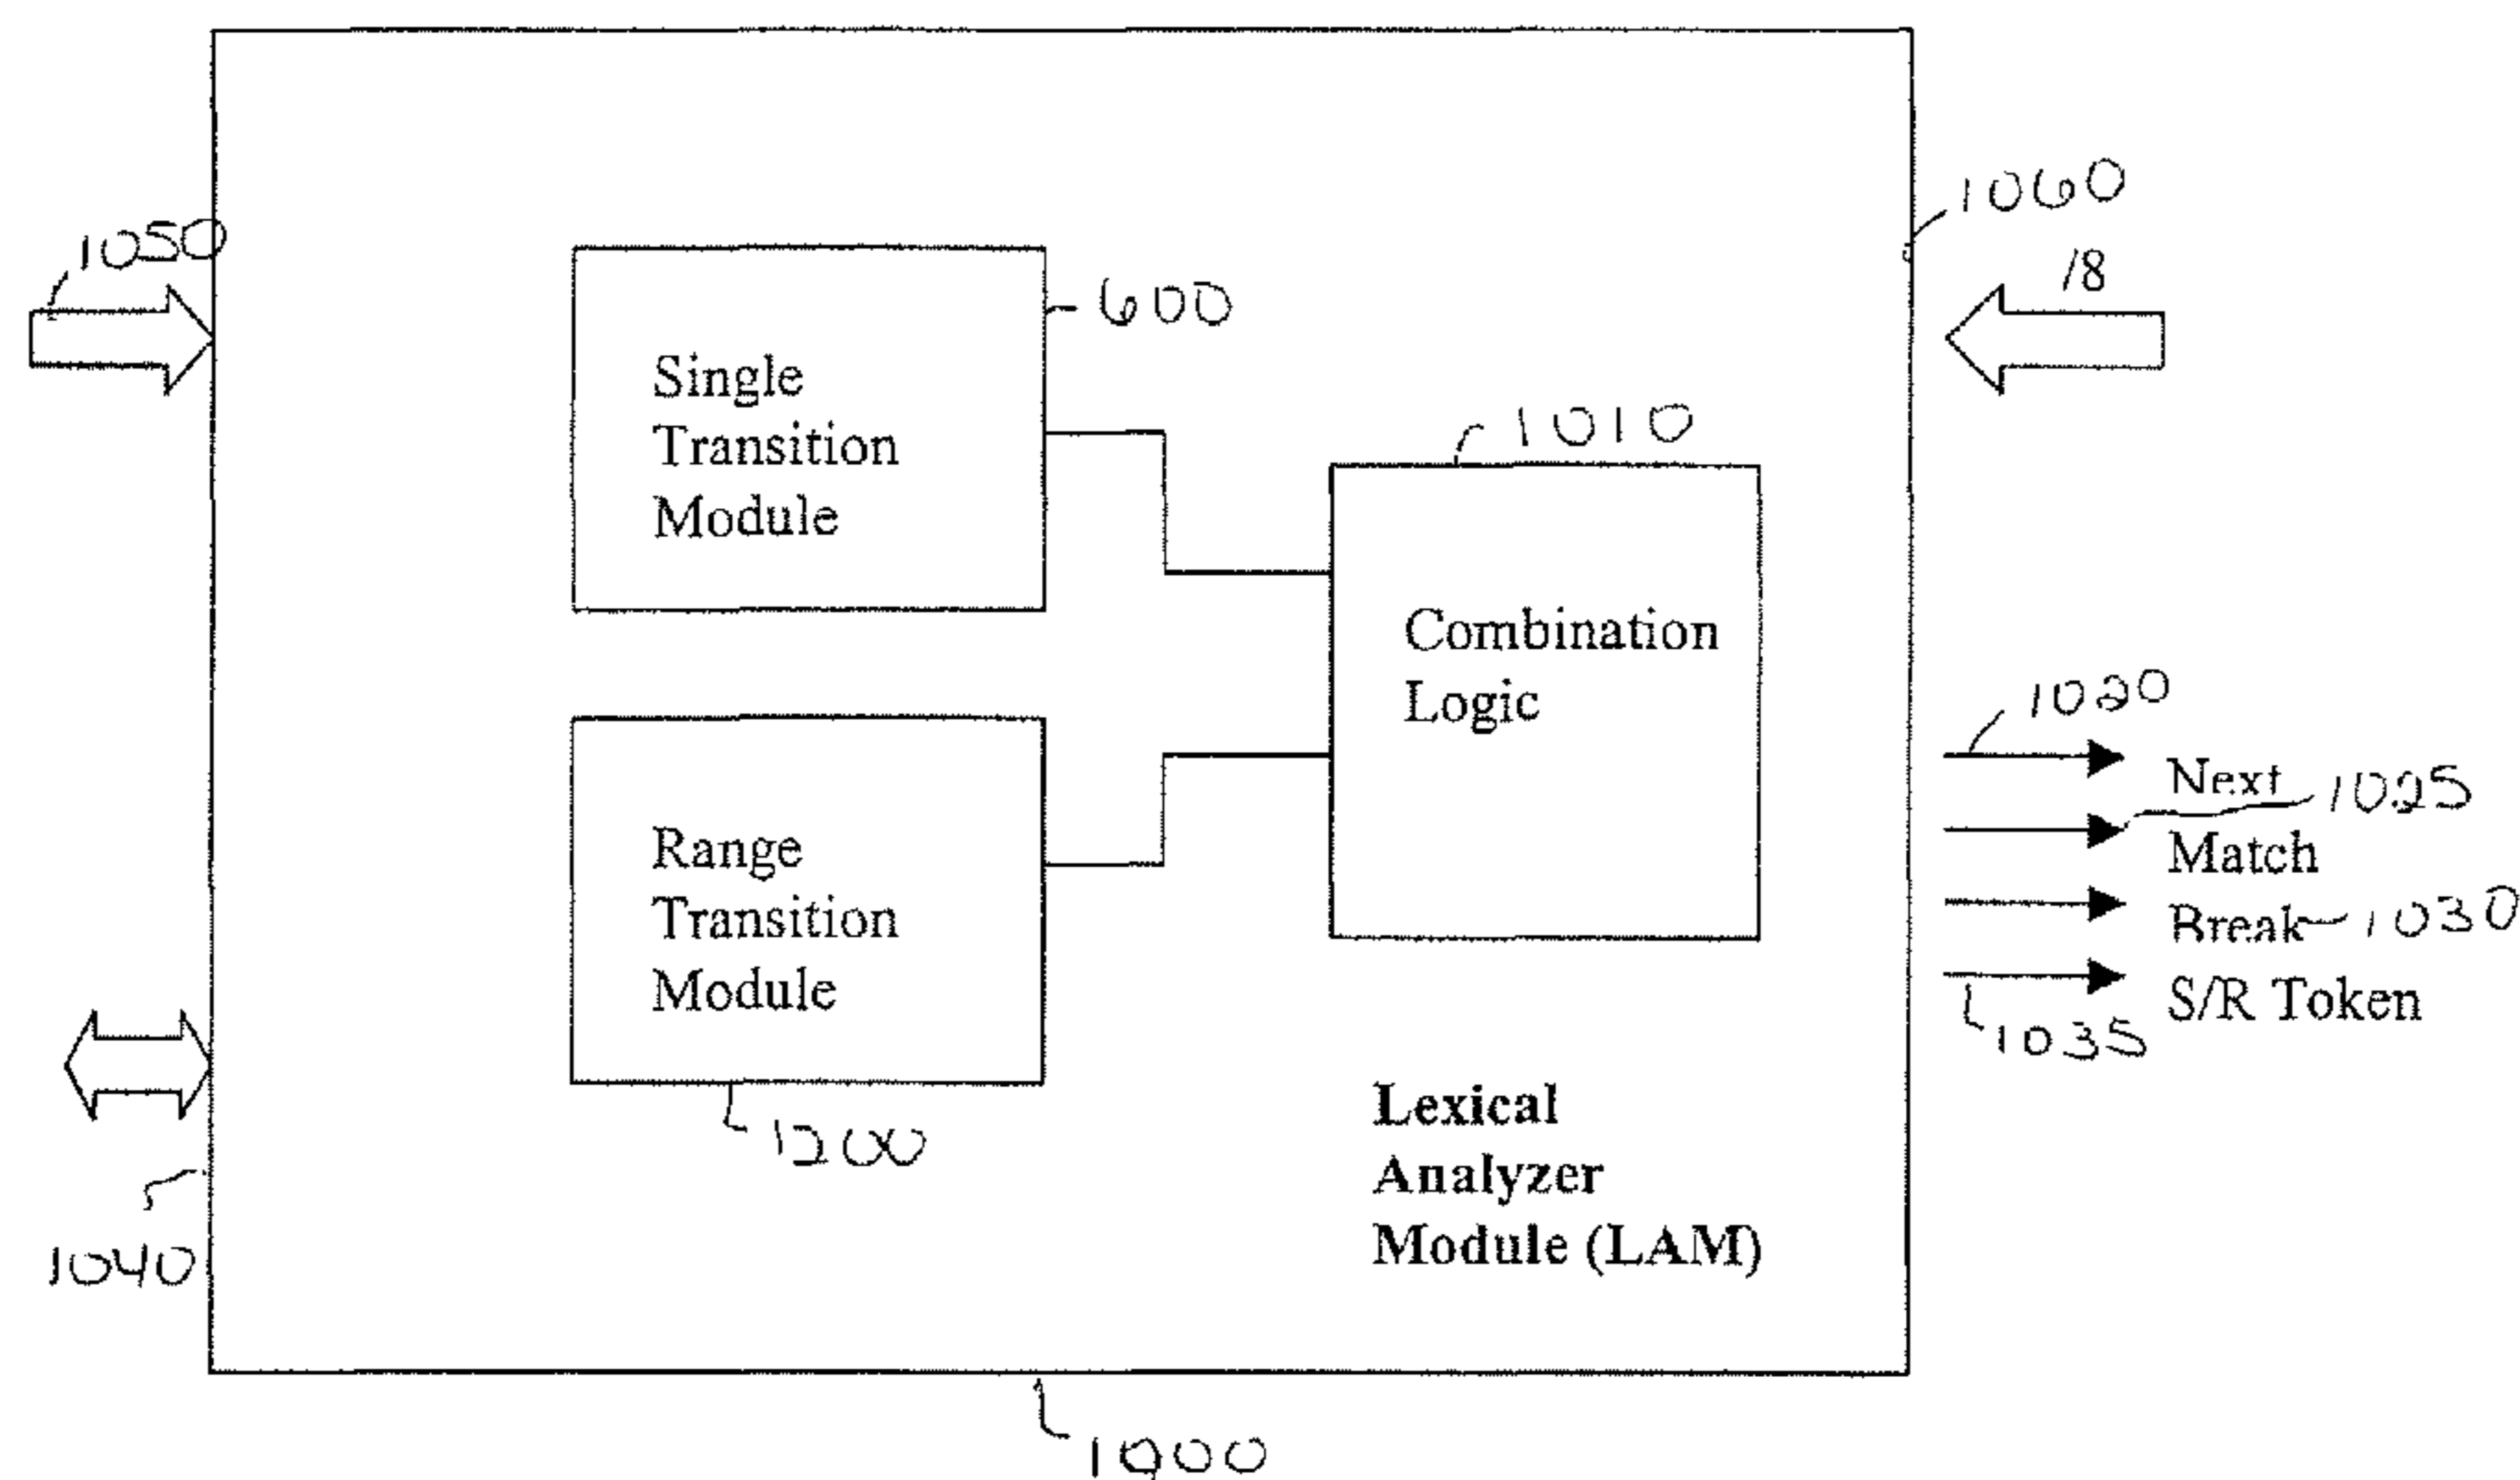 1050
1060
/8
600
Single
Transition
Module
1010
Combination
Logic
1020
Next
1025
Match
Break
1030
S/R Token
1035
Range
Transition
Module
1200
Lexical
Analyzer
Module (LAM)
1040
1000